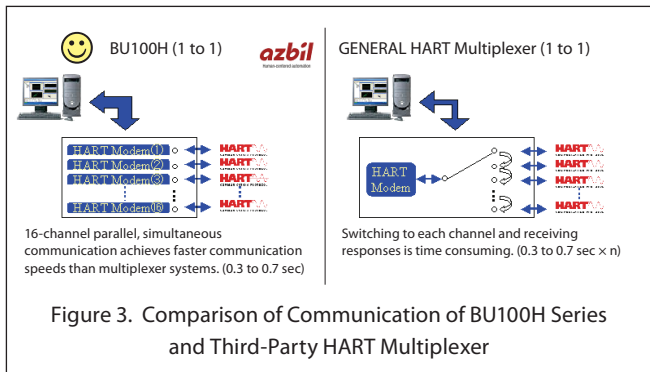 BU100H (1 to 1)
azbil
human-centered automation
HART Modem(1)
HART Modem(2)
HART Modem(3)
HART Modem(16)
HART
HART
HART
HART
16-channel parallel, simultaneous
communication achieves faster communication
speeds than multiplexer systems. (0.3 to 0.7 sec)
GENERAL HART Multiplexer (1 to 1)
HART
Modem
HART
HART
HART
HART
Switching to each channel and receiving
responses is time consuming. (0.3 to 0.7 sec × n)
Figure 3. Comparison of Communication of BU100H Series
and Third-Party HART Multiplexer